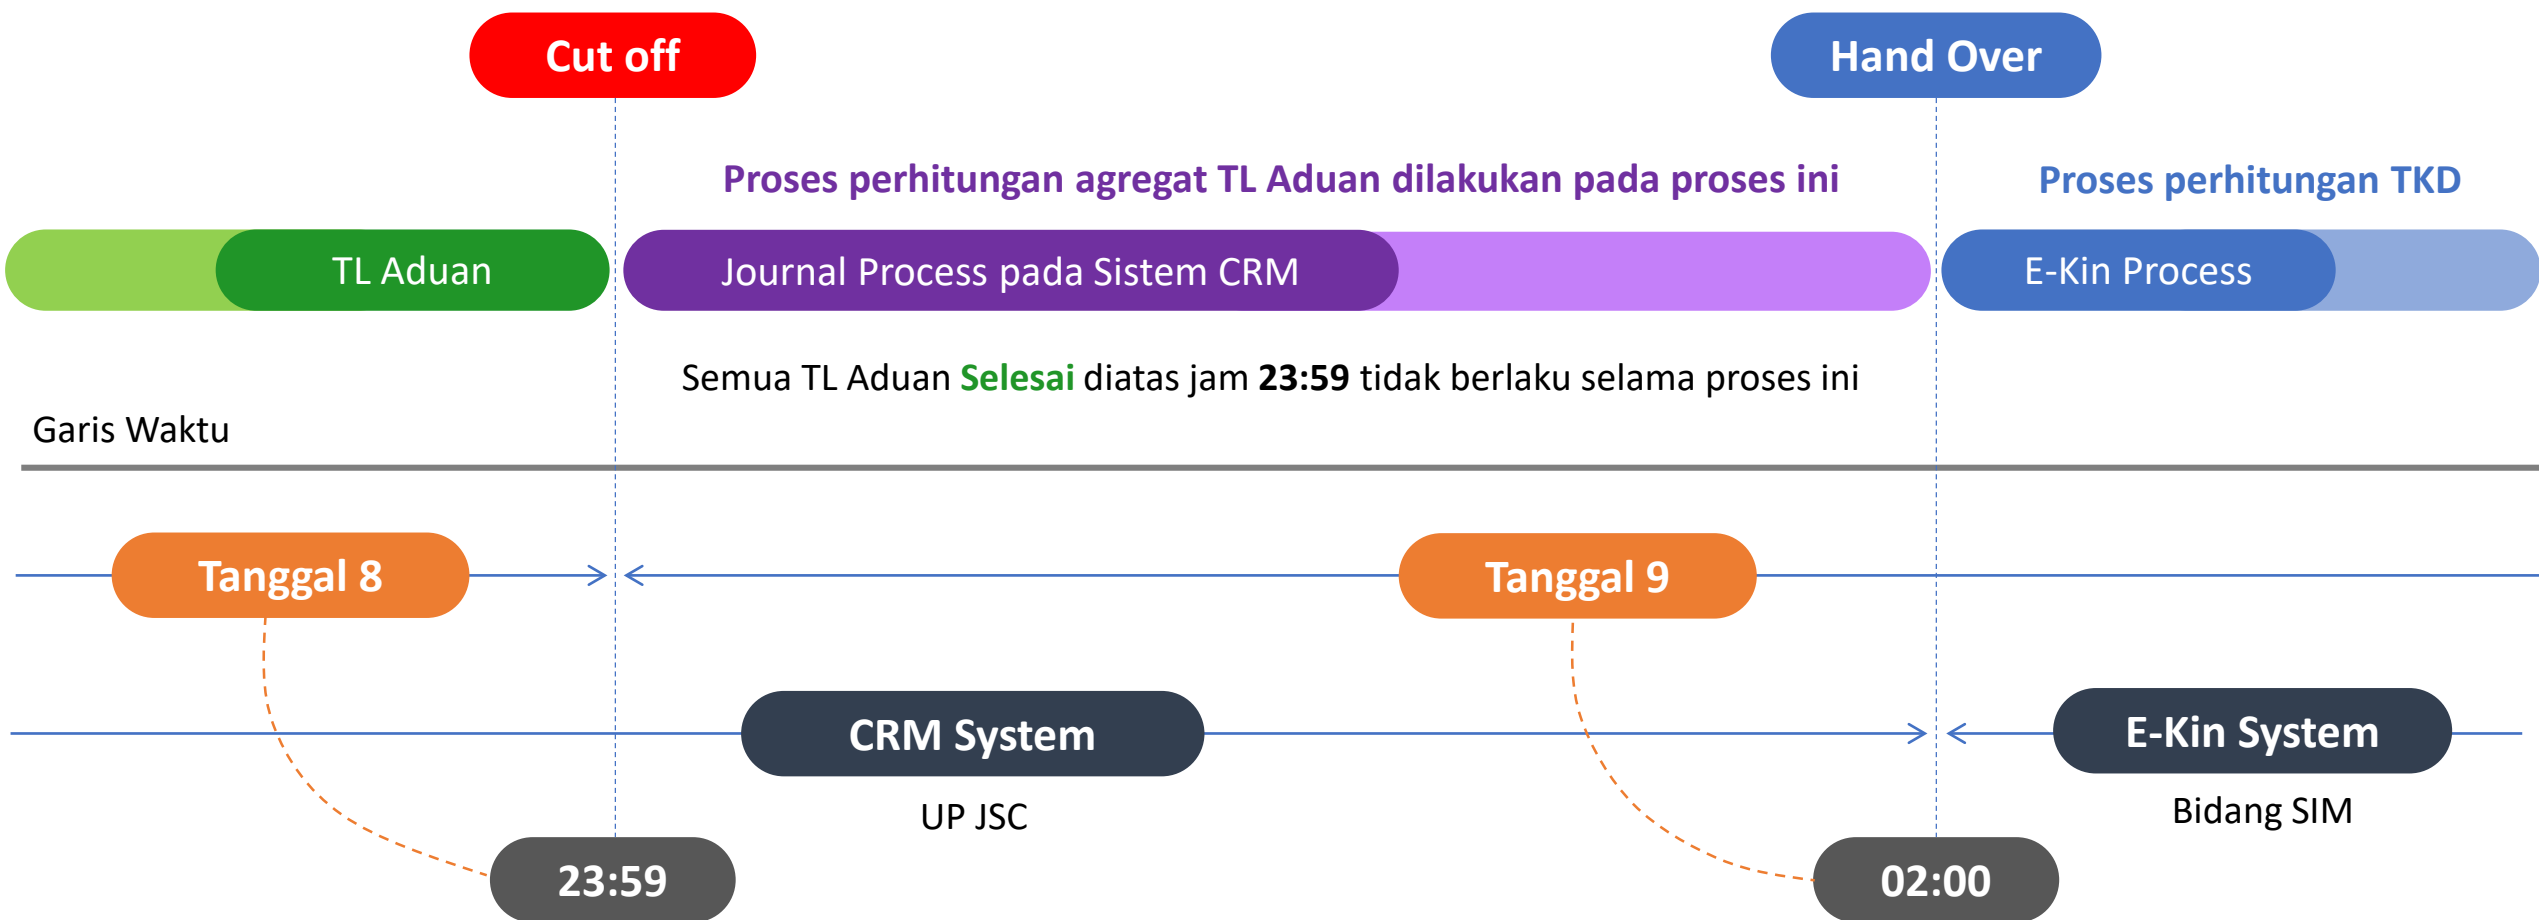 Cut off
Hand Over
Proses perhitungan agregat TL Aduan dilakukan pada proses ini
Proses perhitungan TKD
TL Aduan
Journal Process pada Sistem CRM
E-Kin Process
Semua TL Aduan Selesai diatas jam 23:59 tidak berlaku selama proses ini
Garis Waktu
Tanggal 8
Tanggal 9
CRM System
E-Kin System
UP JSC
Bidang SIM
23:59
02:00